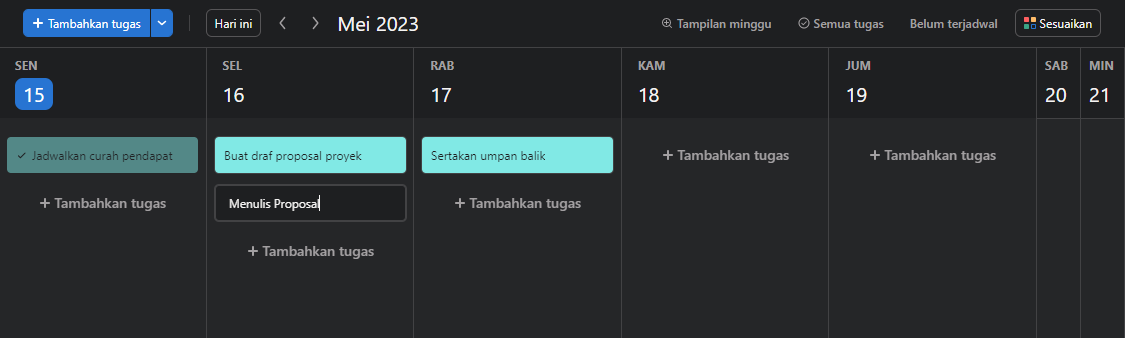 + Tambahkan tugas
Hari ini
Mei 2023
Tampilan minggu
Semua tugas
Belum terjadwal
Sesuaikan
SEN
15
SEL
16
RAB
17
KAM
18
JUM
19
SAB
20
MIN
21
Jadwalkan curah pendapat
+ Tambahkan tugas
Buat draf proposal proyek
Menulis Proposal
+ Tambahkan tugas
Sertakan umpan balik
+ Tambahkan tugas
+ Tambahkan tugas
+ Tambahkan tugas